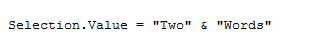 Selection.Value = "Two" & "Words"